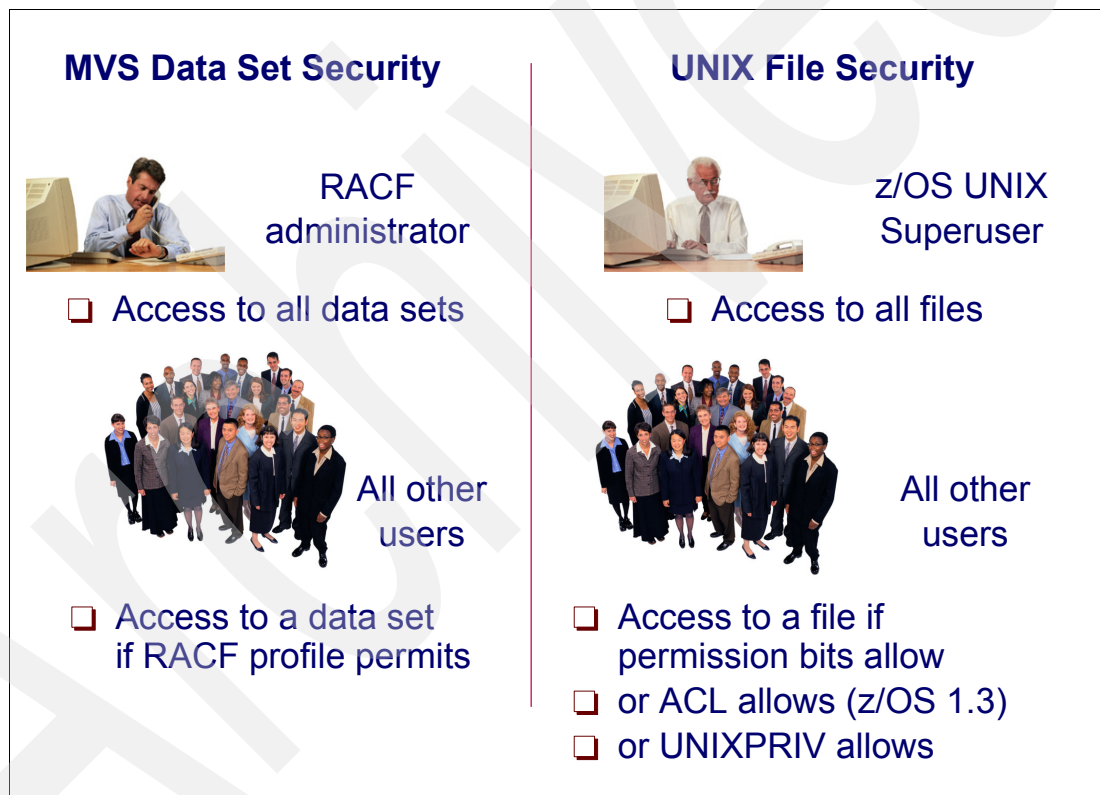 MVS Data Set Security
RACF
administrator
Access to all data sets
All other
users
Access to a data set
if RACF profile permits
UNIX File Security
z/OS UNIX
Superuser
Access to all files
All other
users
Access to a file if
permission bits allow
or ACL allows (z/OS 1.3)
or UNIXPRIV allows